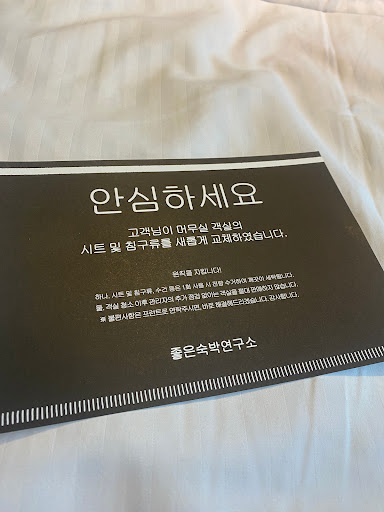 안심하세요
고객님이 머무실 객실의
시트 및 침구류를 새롭게 교체하였습니다.
원칙을 지킵니다!
하나, 시트 및 침구류, 수건 등은 1회 사용 시 전량 수거하여 깨끗이 세탁합니다.
둘, 객실 청소 이후 관리자의 추가 점검 없이는 객실을 절대 판매하지 않습니다.
※ 불편사항은 프런트로 연락주시면, 바로 해결해드리겠습니다. 감사합니다.
좋은숙박연구소